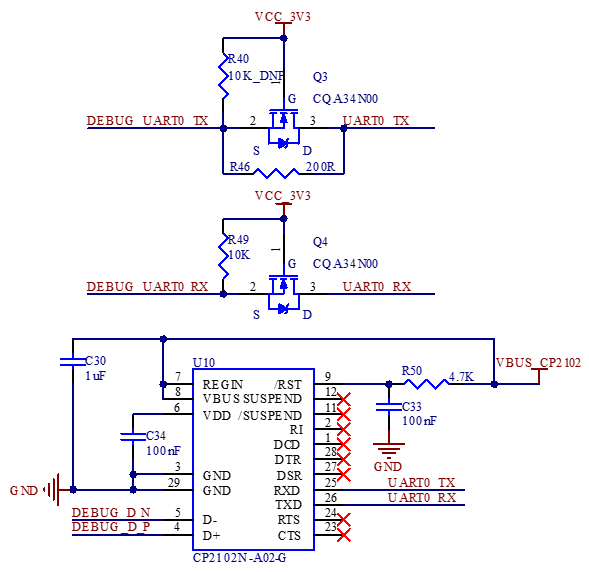 VCC_3V3
R40
10K_DNP
1
Q3
G
CQA34N00
DEBUG_UART0_TX
2
3
UART0_TX
S
D
R46
200R
VCC_3V3
R49
10K
1
Q4
G
CQA34N00
DEBUG_UART0_RX
2
3
UART0_RX
S
D
C30
1uF
U10
R50
4.7K
VBUS_CP2102
7
REGIN
/RST
9
8
VBUS
SUSPEND
12
6
VDD
/SUSPEND
11
C33
100nF
RI
2
C34
100nF
DCD
1
DTR
28
GND
3
GND
DSR
27
GND
29
GND
RXD
25
UART0_TX
TXD
26
UART0_RX
DEBUG_D_N
5
D-
RTS
24
DEBUG_D_P
4
D+
CTS
23
CP2102N-A02-G